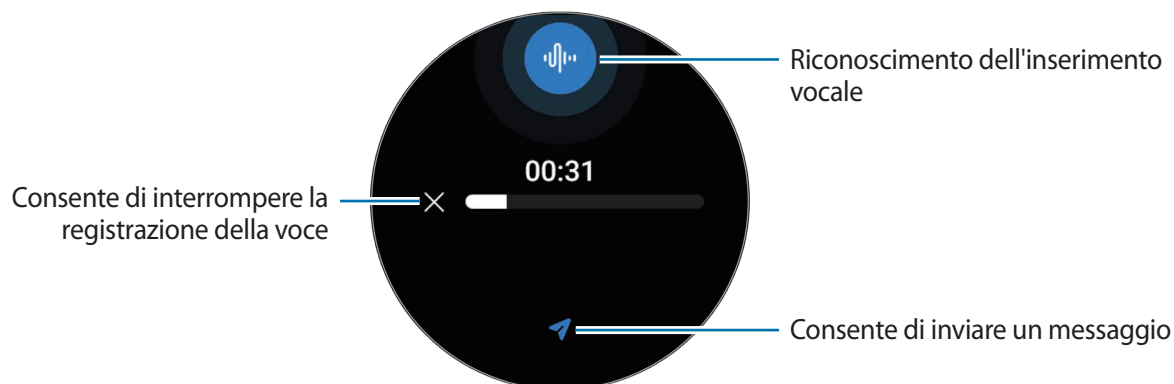 Riconoscimento dell'inserimento
vocale
00:31
Consente di interrompere la
registrazione della voce
Consente di inviare un messaggio